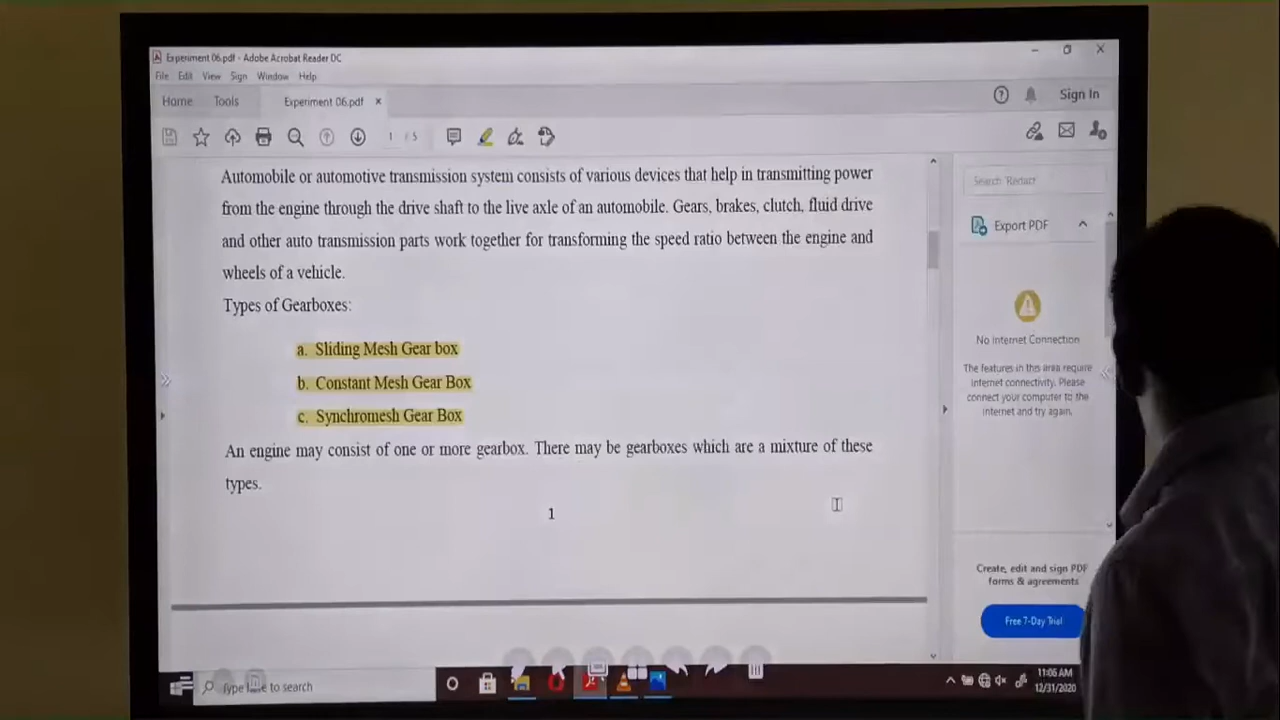 Experiment 06.pdf - Adobe Acrobat Reader DC
File Edit View Sign Window Help
Home Tools Experiment 06.pdf ×
Sign In
1 / 5
Automobile or automotive transmission system consists of various devices that help in transmitting power
from the engine through the drive shaft to the live axle of an automobile. Gears, brakes, clutch, fluid drive
and other auto transmission parts work together for transforming the speed ratio between the engine and
wheels of a vehicle.
Types of Gearboxes:
a. Sliding Mesh Gear box
b. Constant Mesh Gear Box
c. Synchromesh Gear Box
An engine may consist of one or more gearbox. There may be gearboxes which are a mixture of these
types.
1
Search 'Redact'
Export PDF
No Internet Connection
The features in this area require
internet connectivity. Please
connect your computer to the
internet and try again.
Create, edit and sign PDF
forms & agreements
Free 7-Day Trial
Type here to search
11:06 AM
12/31/2020